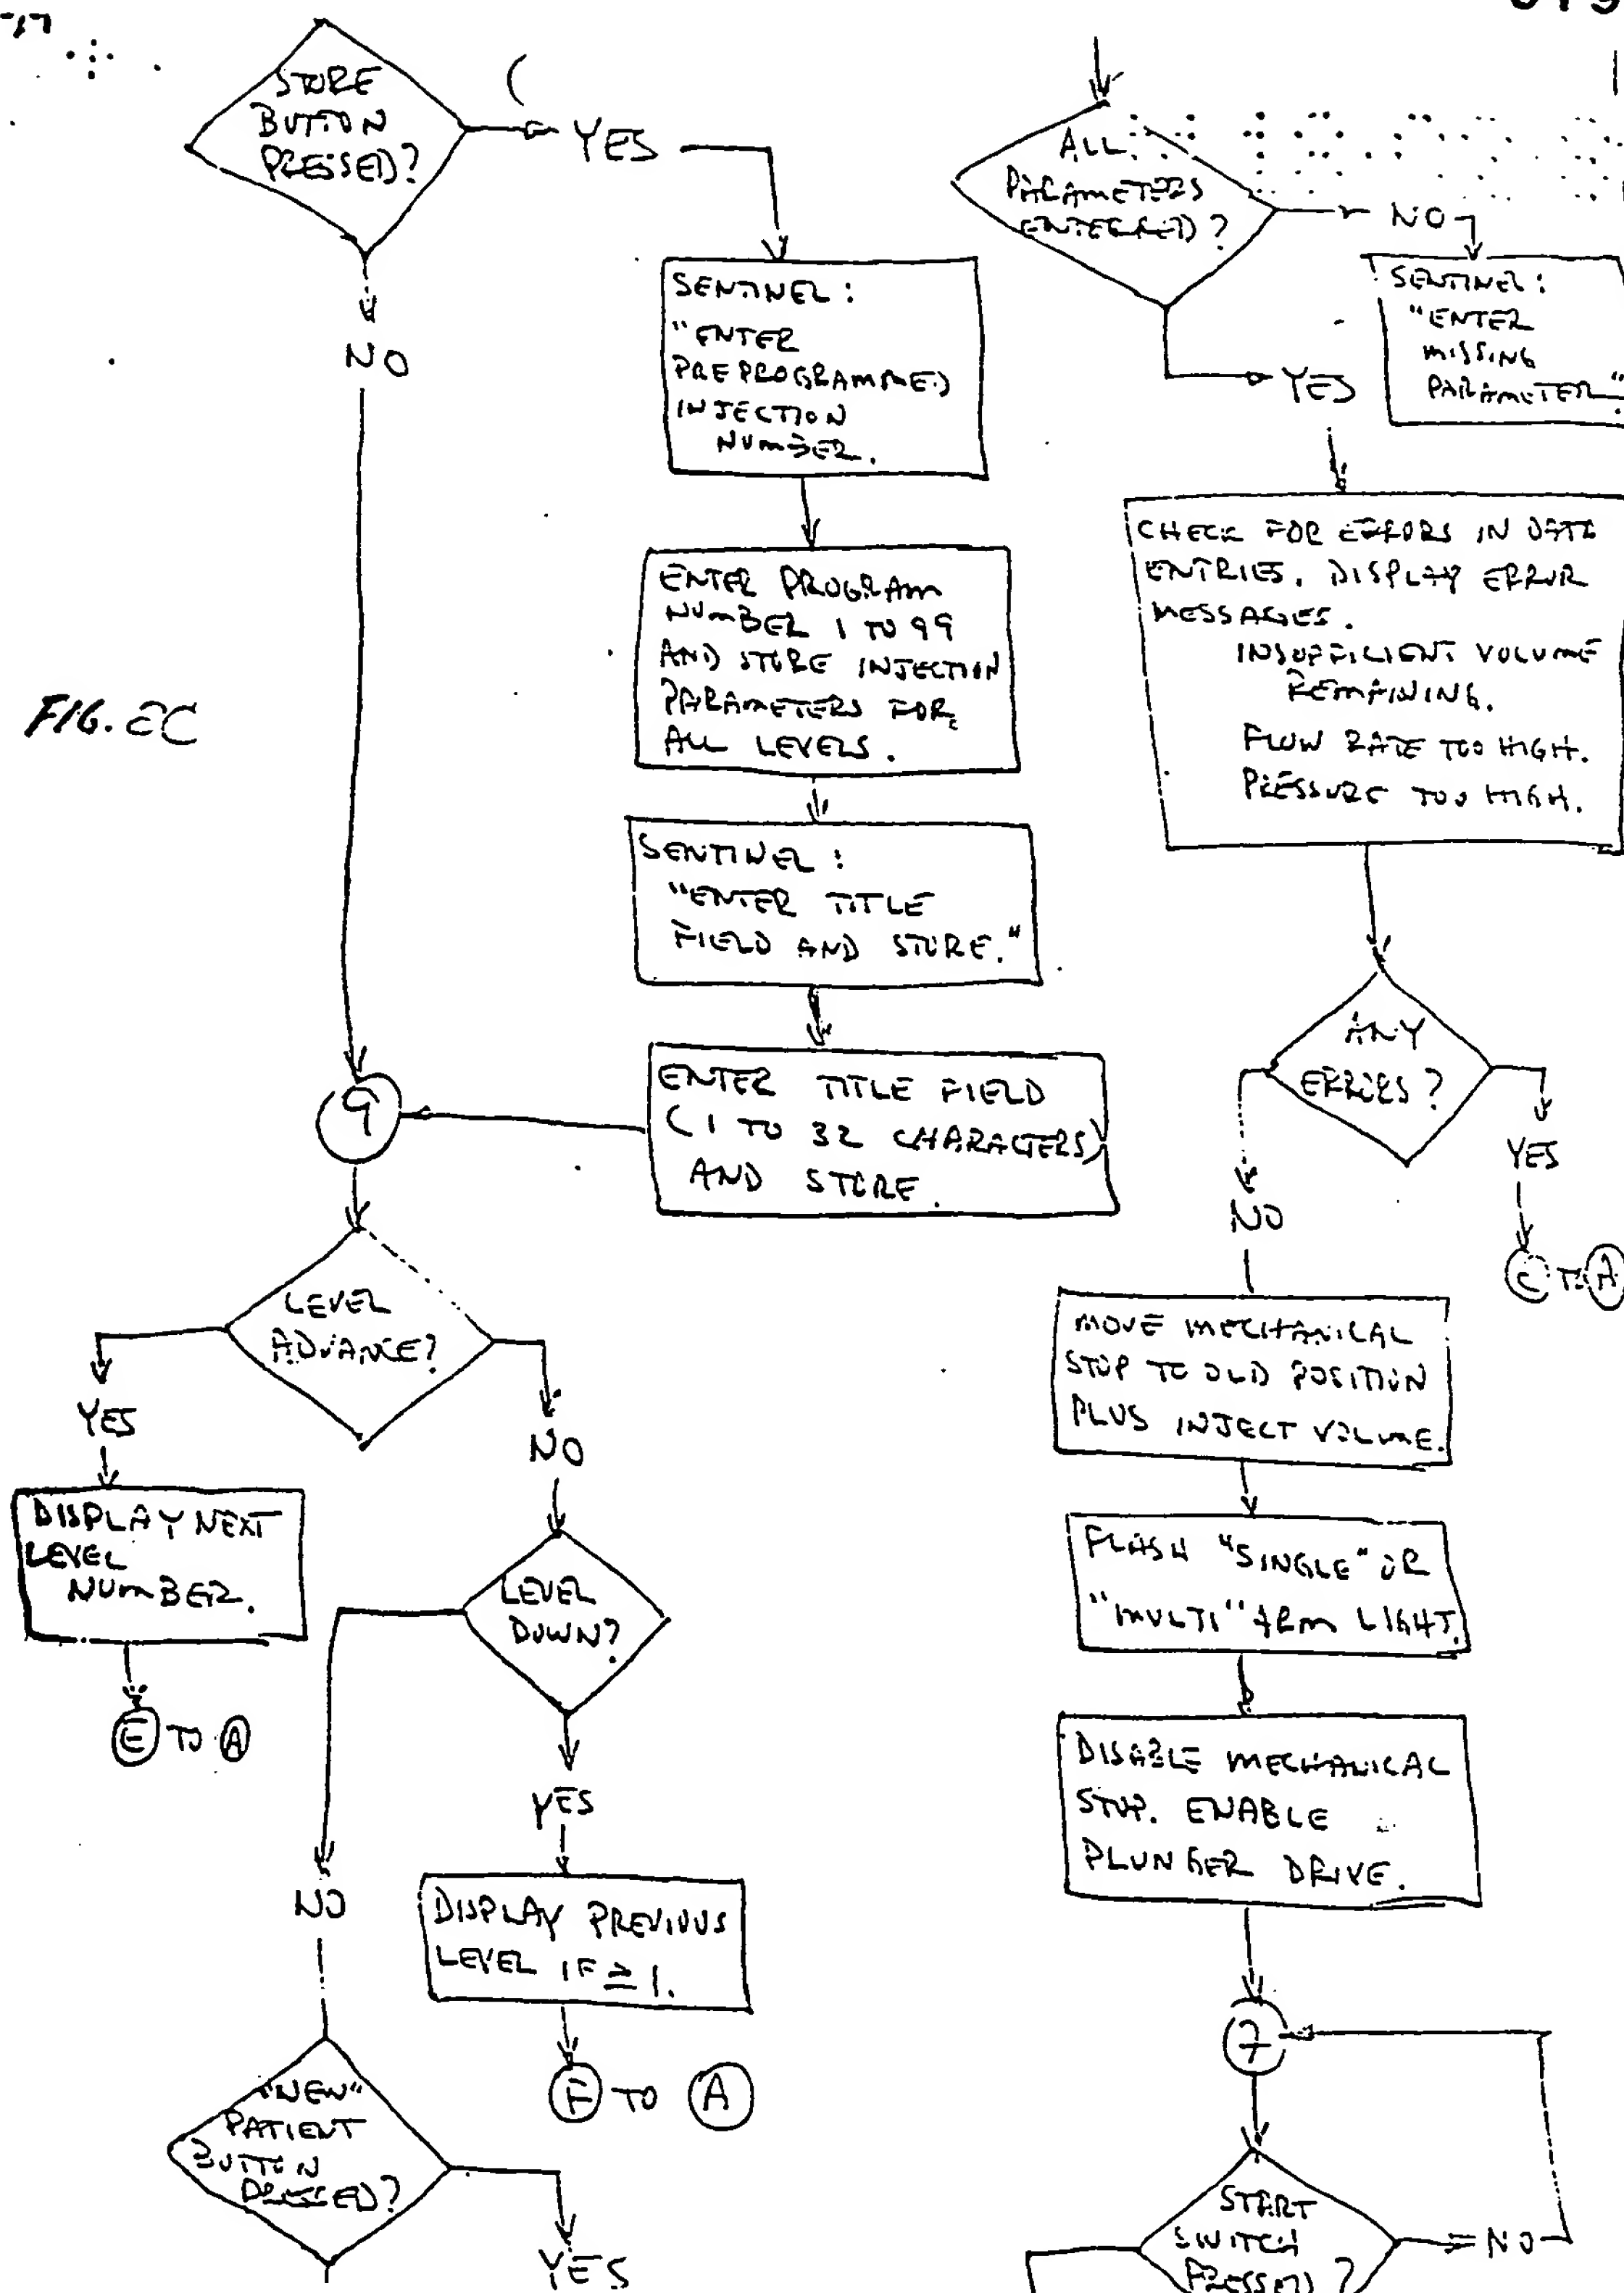 STORE
BUTTON
PRESSED?
YES
NO
SENTINEL:
"ENTER
PREPROGRAMMED
INJECTION
NUMBER.
ENTER PROGRAM
NUMBER 1 TO 99
AND STORE INJECTION
PARAMETERS FOR
ALL LEVELS.
SENTINEL:
"ENTER TITLE
FIELD AND STORE."
ENTER TITLE FIELD
(1 TO 32 CHARACTERS)
AND STORE.
9
LEVEL
ADVANCE?
YES
DISPLAY NEXT
LEVEL
NUMBER.
E TO A
NO
LEVEL
DOWN?
YES
DISPLAY PREVIOUS
LEVEL IF ≥ 1.
F TO A
NO
"NEW"
PATIENT
BUTTON
PRESSED?
YES
FIG. 2C
ALL
PARAMETERS
ENTERED?
NO
SENTINEL:
"ENTER
MISSING
PARAMETER."
YES
CHECK FOR ERRORS IN DATA
ENTRIES. DISPLAY ERROR
MESSAGES.
INSUFFICIENT VOLUME
REMAINING.
FLOW RATE TOO HIGH.
PRESSURE TOO HIGH.
ANY
ERRORS?
YES
C TO A
NO
MOVE MECHANICAL
STOP TO OLD POSITION
PLUS INJECT VOLUME.
FLASH "SINGLE" OR
"MULTI" ARM LIGHT.
DISABLE MECHANICAL
STOP. ENABLE
PLUNGER DRIVE.
7
START
SWITCH
PRESSED?
NO